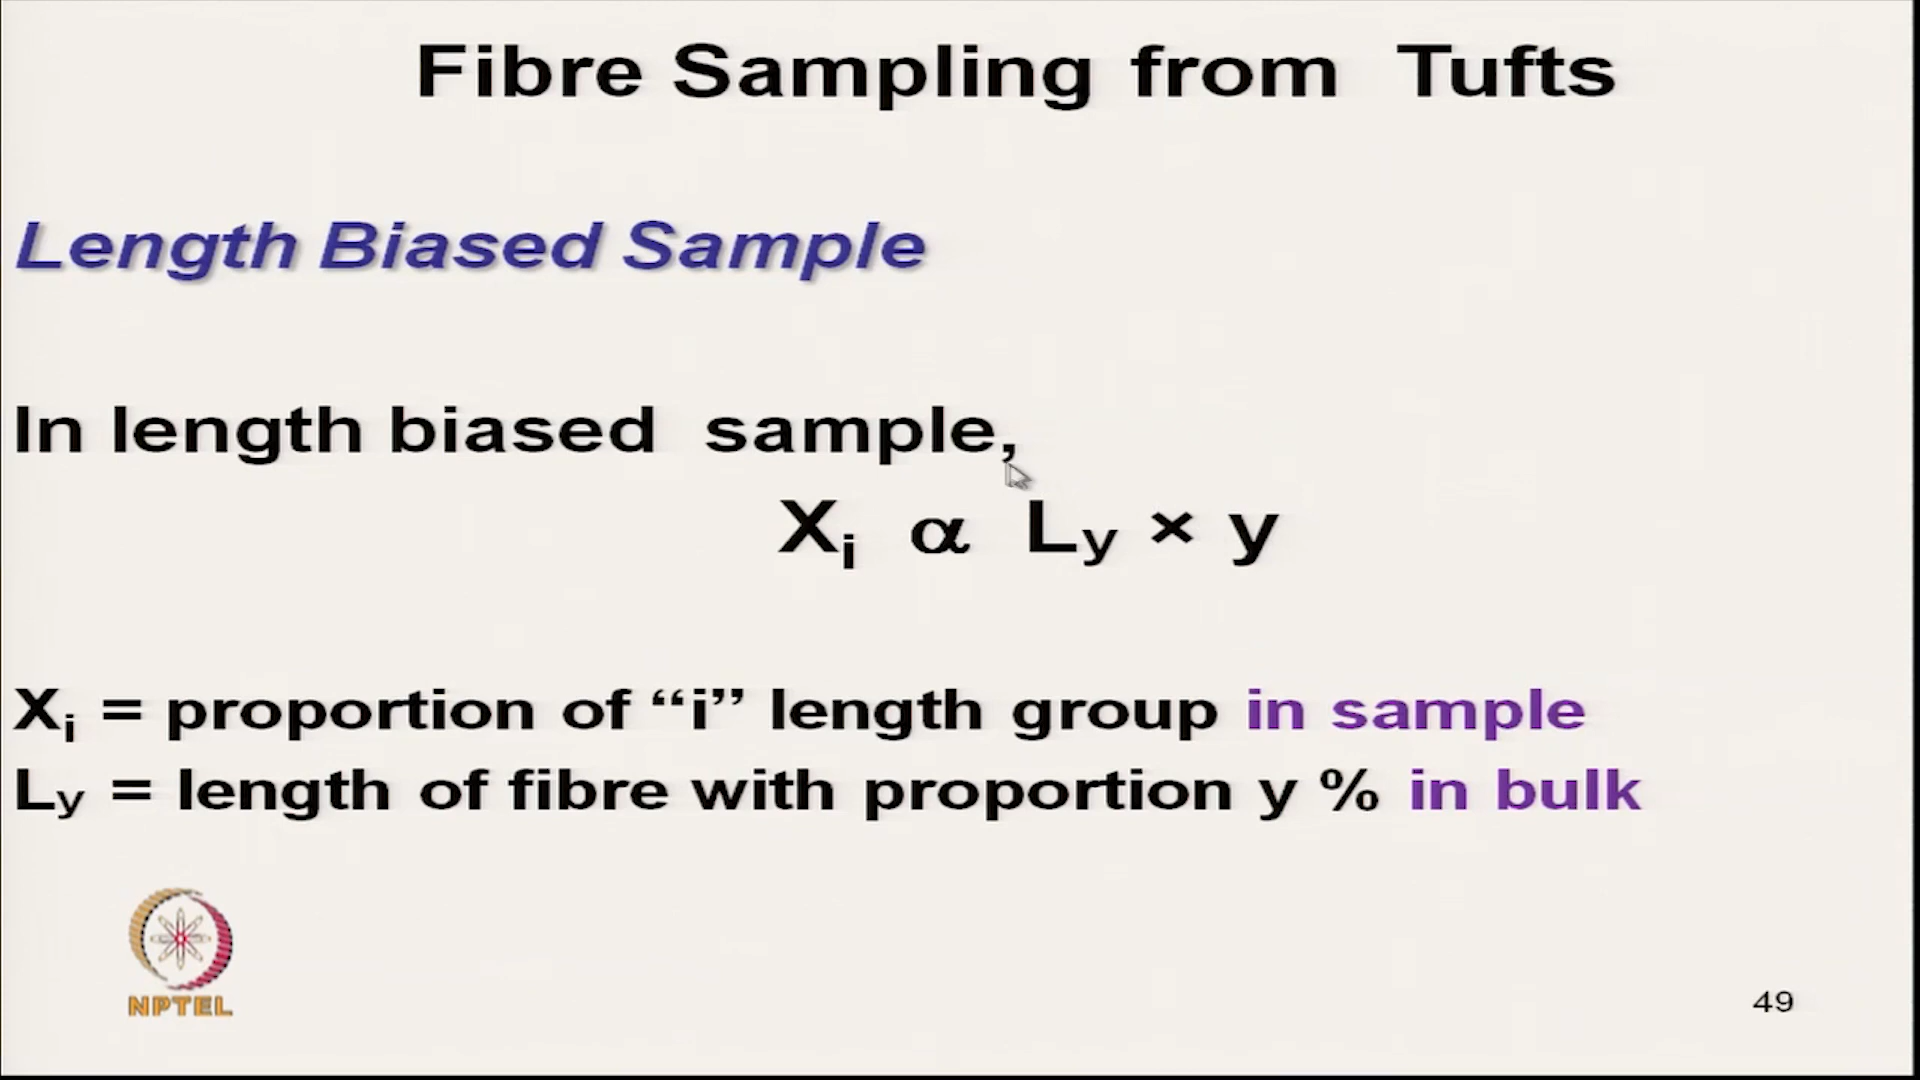 Fibre Sampling from Tufts
Length Biased Sample
In length biased sample,
Xi α Ly × y
Xi = proportion of “i” length group in sample
Ly = length of fibre with proportion y % in bulk
NPTEL
49